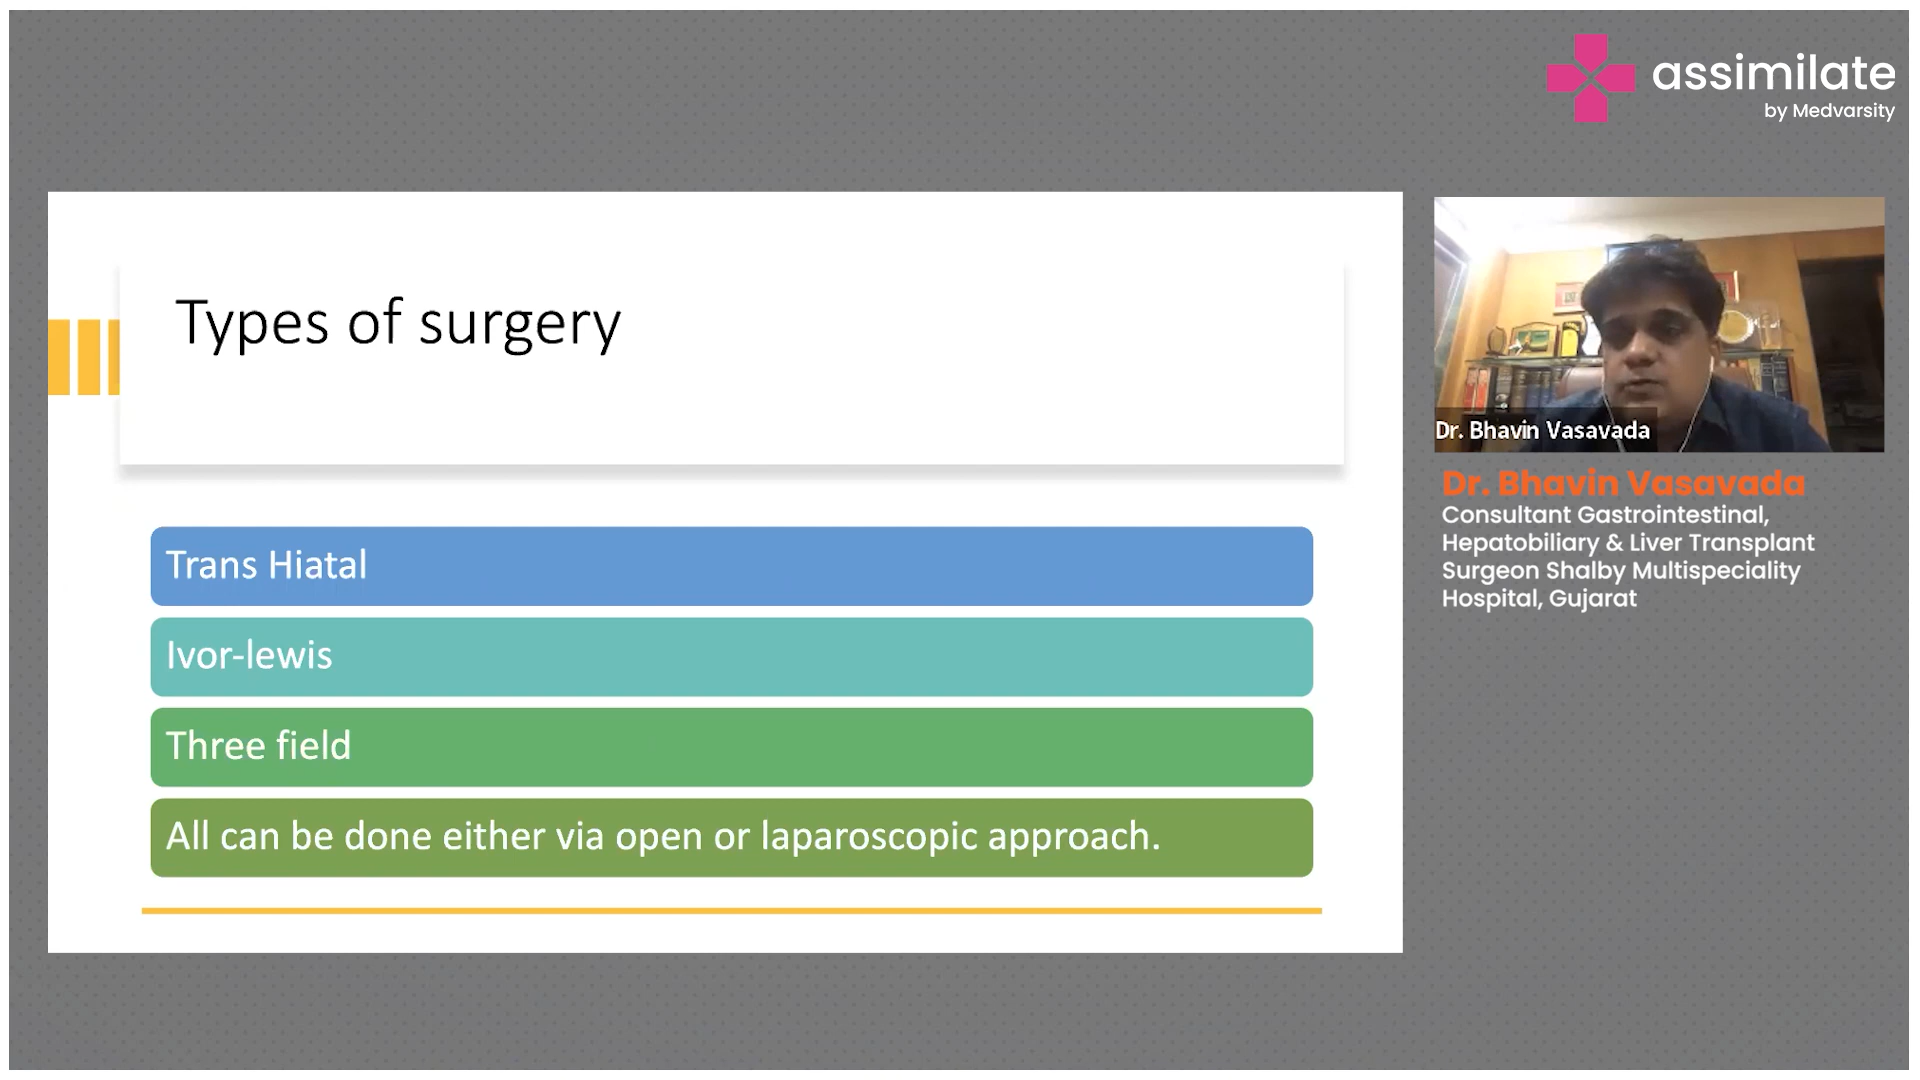 assimilate
by Medvarsity
Types of surgery
Trans Hiatal
Ivor-lewis
Three field
All can be done either via open or laparoscopic approach.
Dr. Bhavin Vasavada
Dr. Bhavin Vasavada
Consultant Gastrointestinal,
Hepatobiliary & Liver Transplant
Surgeon Shalby Multispeciality
Hospital, Gujarat